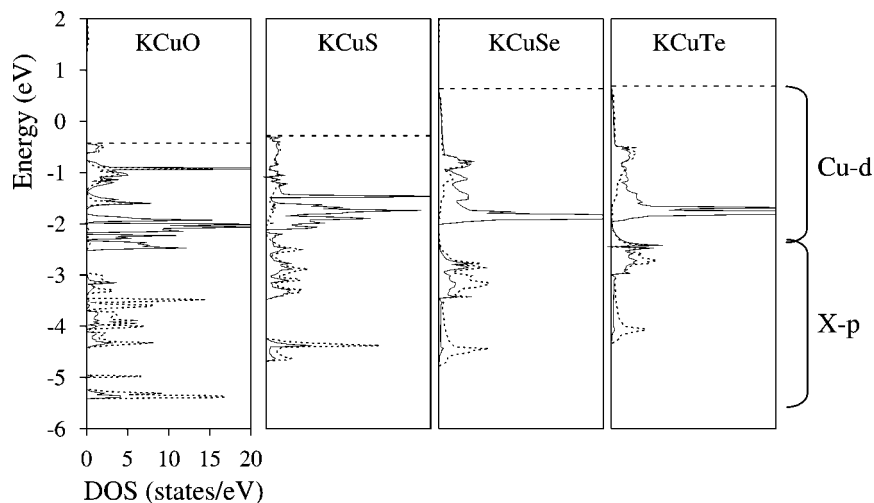 KCuO KCuS KCuSe KCuTe
Energy (eV)
2
1
0
-1
-2
-3
-4
-5
-6
0 5 10 15 20
DOS (states/eV)
Cu-d
X-p